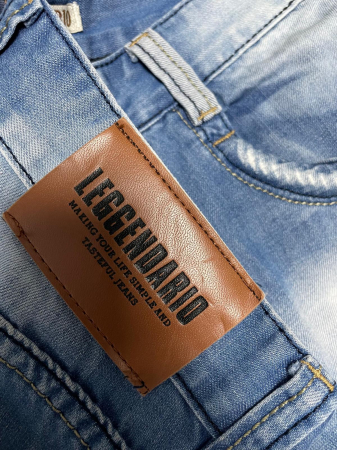 LEGGENDARIO
MAKING YOUR LIFE SIMPLE AND
TASTEFUL JEANS